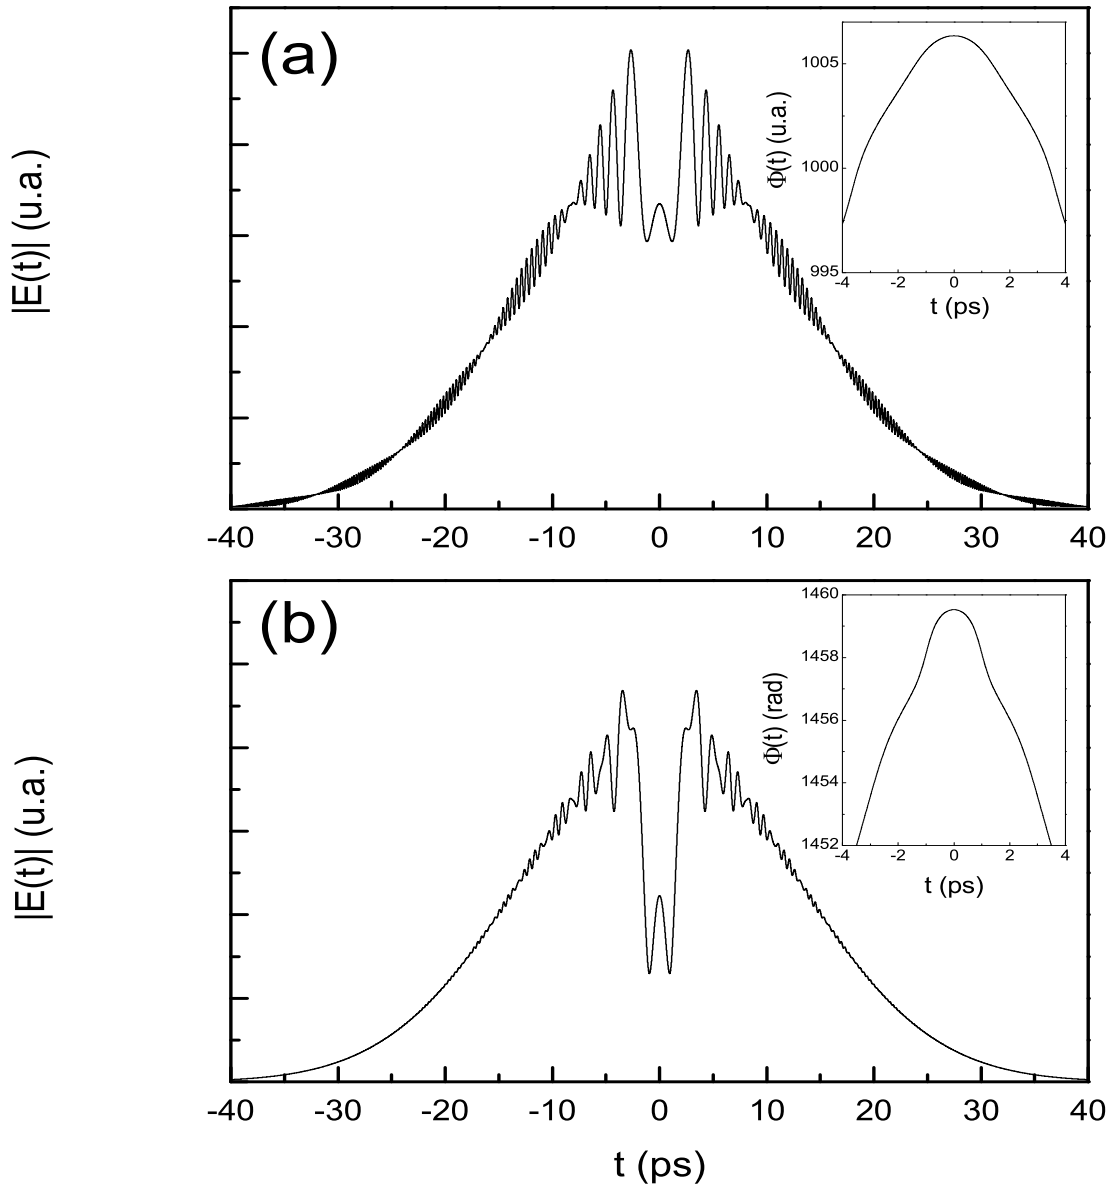 (a)
|E(t)| (u.a.)
-40 -30 -20 -10 0 10 20 30 40
Φ(t) (u.a.)
1005
1000
995
-4 -2 0 2 4
t (ps)
(b)
|E(t)| (u.a.)
-40 -30 -20 -10 0 10 20 30 40
t (ps)
Φ(t) (rad)
1460
1458
1456
1454
1452
-4 -2 0 2 4
t (ps)